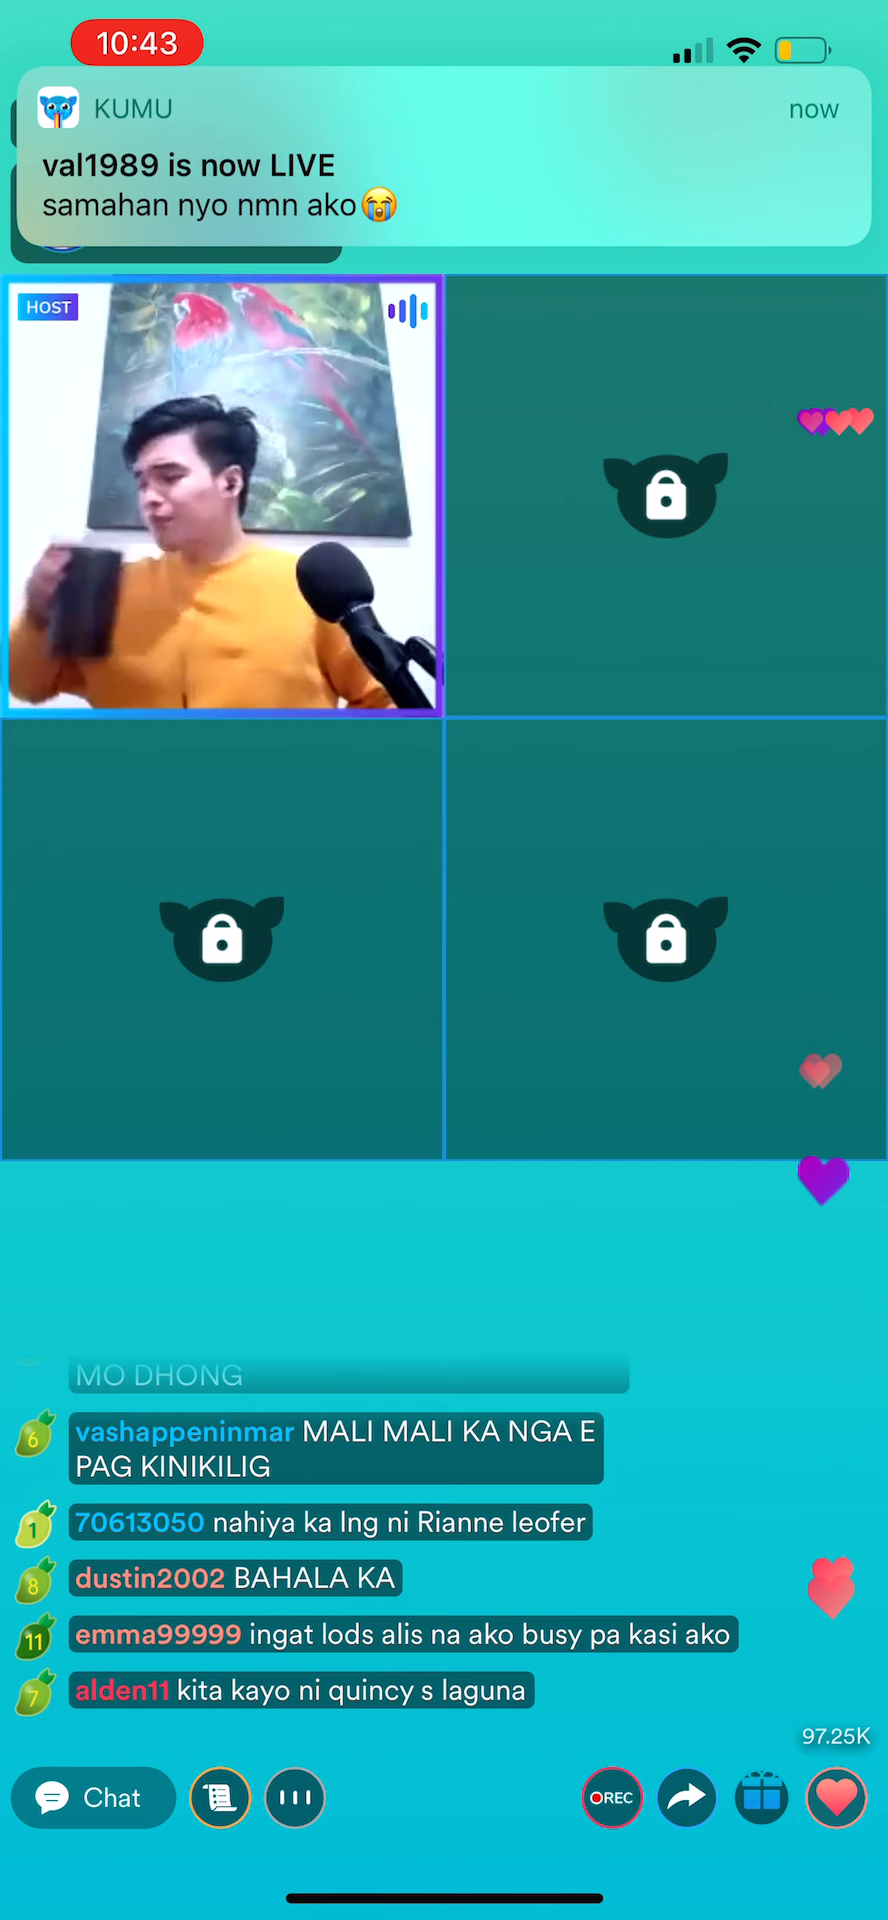 10:43
KUMU
now
val1989 is now LIVE
samahan nyo nmn ako😭
HOST
MO DHONG
6
vashappeninmar MALI MALI KA NGA E
PAG KINIKILIG
1
70613050 nahiya ka lng ni Rianne leofer
8
dustin2002 BAHALA KA
11
emma99999 ingat lods alis na ako busy pa kasi ako
7
alden11 kita kayo ni quincy s laguna
97.25K
Chat
REC